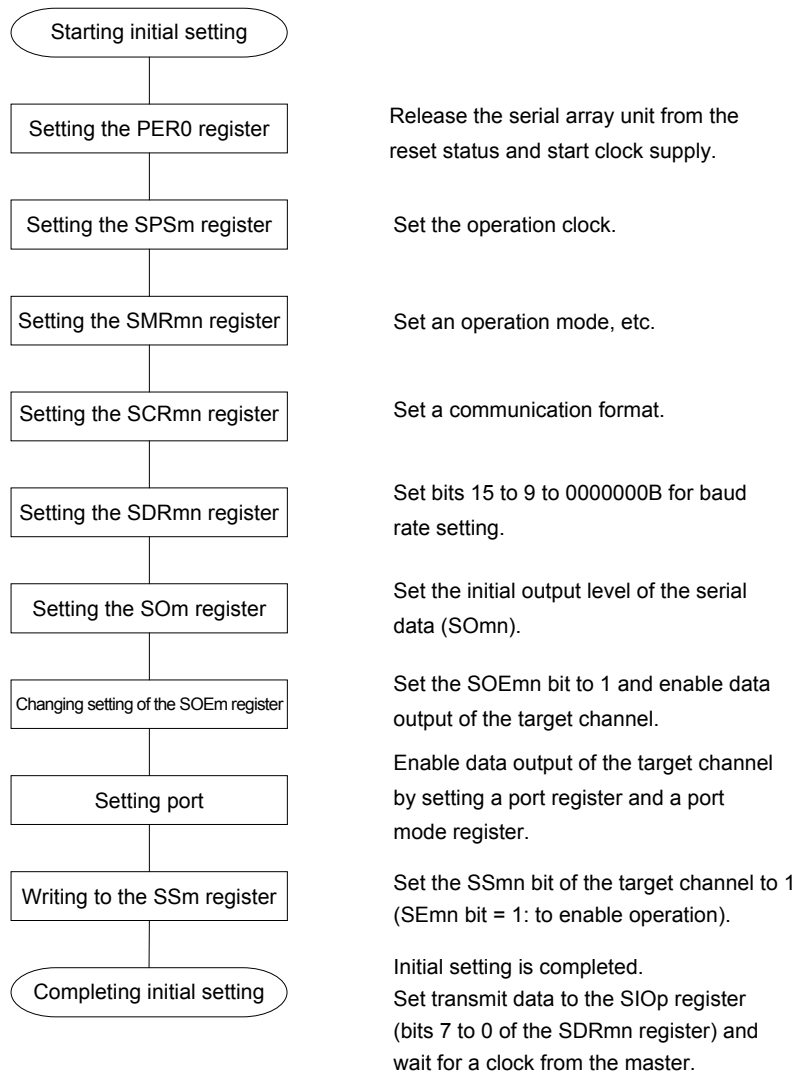 Starting initial setting
Setting the PER0 register
Release the serial array unit from the
reset status and start clock supply.
Setting the SPSm register
Set the operation clock.
Setting the SMRmn register
Set an operation mode, etc.
Setting the SCRmn register
Set a communication format.
Setting the SDRmn register
Set bits 15 to 9 to 0000000B for baud
rate setting.
Setting the SOm register
Set the initial output level of the serial
data (SOmn).
Changing setting of the SOEm register
Set the SOEmn bit to 1 and enable data
output of the target channel.
Setting port
Enable data output of the target channel
by setting a port register and a port
mode register.
Writing to the SSm register
Set the SSmn bit of the target channel to 1
(SEmn bit = 1: to enable operation).
Completing initial setting
Initial setting is completed.
Set transmit data to the SIOp register
(bits 7 to 0 of the SDRmn register) and
wait for a clock from the master.